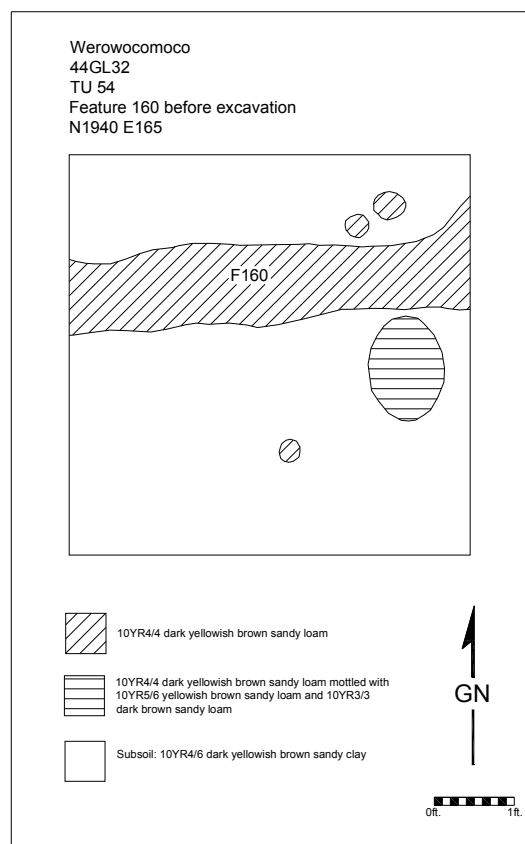 Werowocomoco
44GL32
TU 54
Feature 160 before excavation
N1940 E165
F160
10YR4/4 dark yellowish brown sandy loam
10YR4/4 dark yellowish brown sandy loam mottled with
10YR5/6 yellowish brown sandy loam and 10YR3/3
dark brown sandy loam
Subsoil: 10YR4/6 dark yellowish brown sandy clay
GN
0ft. 1ft.